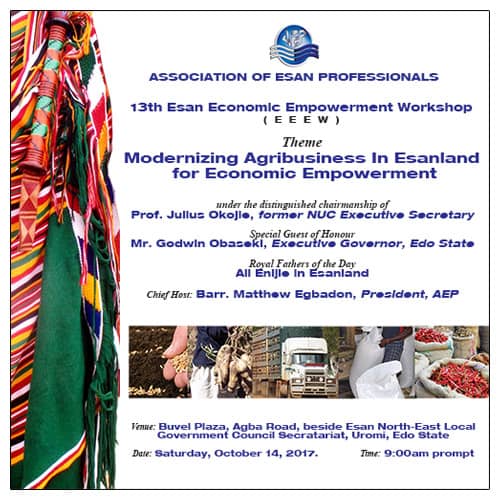 ASSOCIATION OF ESAN PROFESSIONALS
13th Esan Economic Empowerment Workshop
( E E E W )
Theme
Modernizing Agribusiness In Esanland
for Economic Empowerment
under the distinguished chairmanship of
Prof. Julius Okojie, former NUC Executive Secretary
Special Guest of Honour
Mr. Godwin Obaseki, Executive Governor, Edo State
Royal Fathers of the Day
All Enijie in Esanland
Chief Host: Barr. Matthew Egbadon, President, AEP
Venue: Buvel Plaza, Agba Road, beside Esan North-East Local
Government Council Secratariat, Uromi, Edo State
Date: Saturday, October 14, 2017. Time: 9:00am prompt